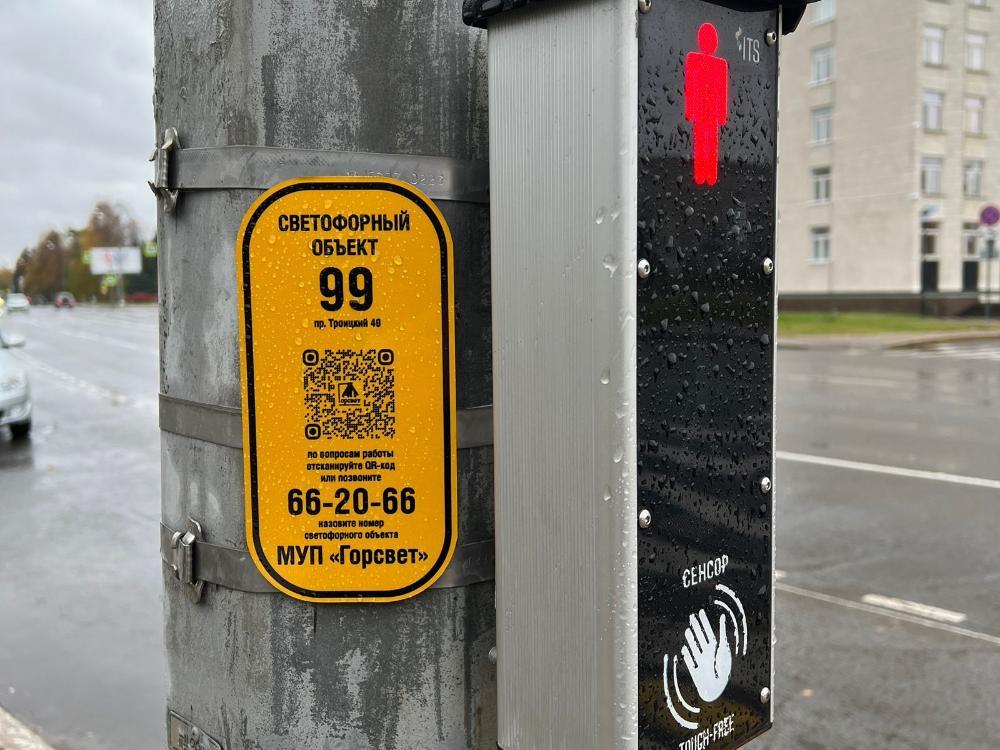 СВЕТОФОРНЫЙ
ОБЪЕКТ
99
пр. Троицкий 49
Горсвет
по вопросам работы
отсканируйте QR-код
или позвоните
66-20-66
назовите номер
светофорного объекта
МУП «Горсвет»
ITS
СЕНСОР
TOUCH-FREE